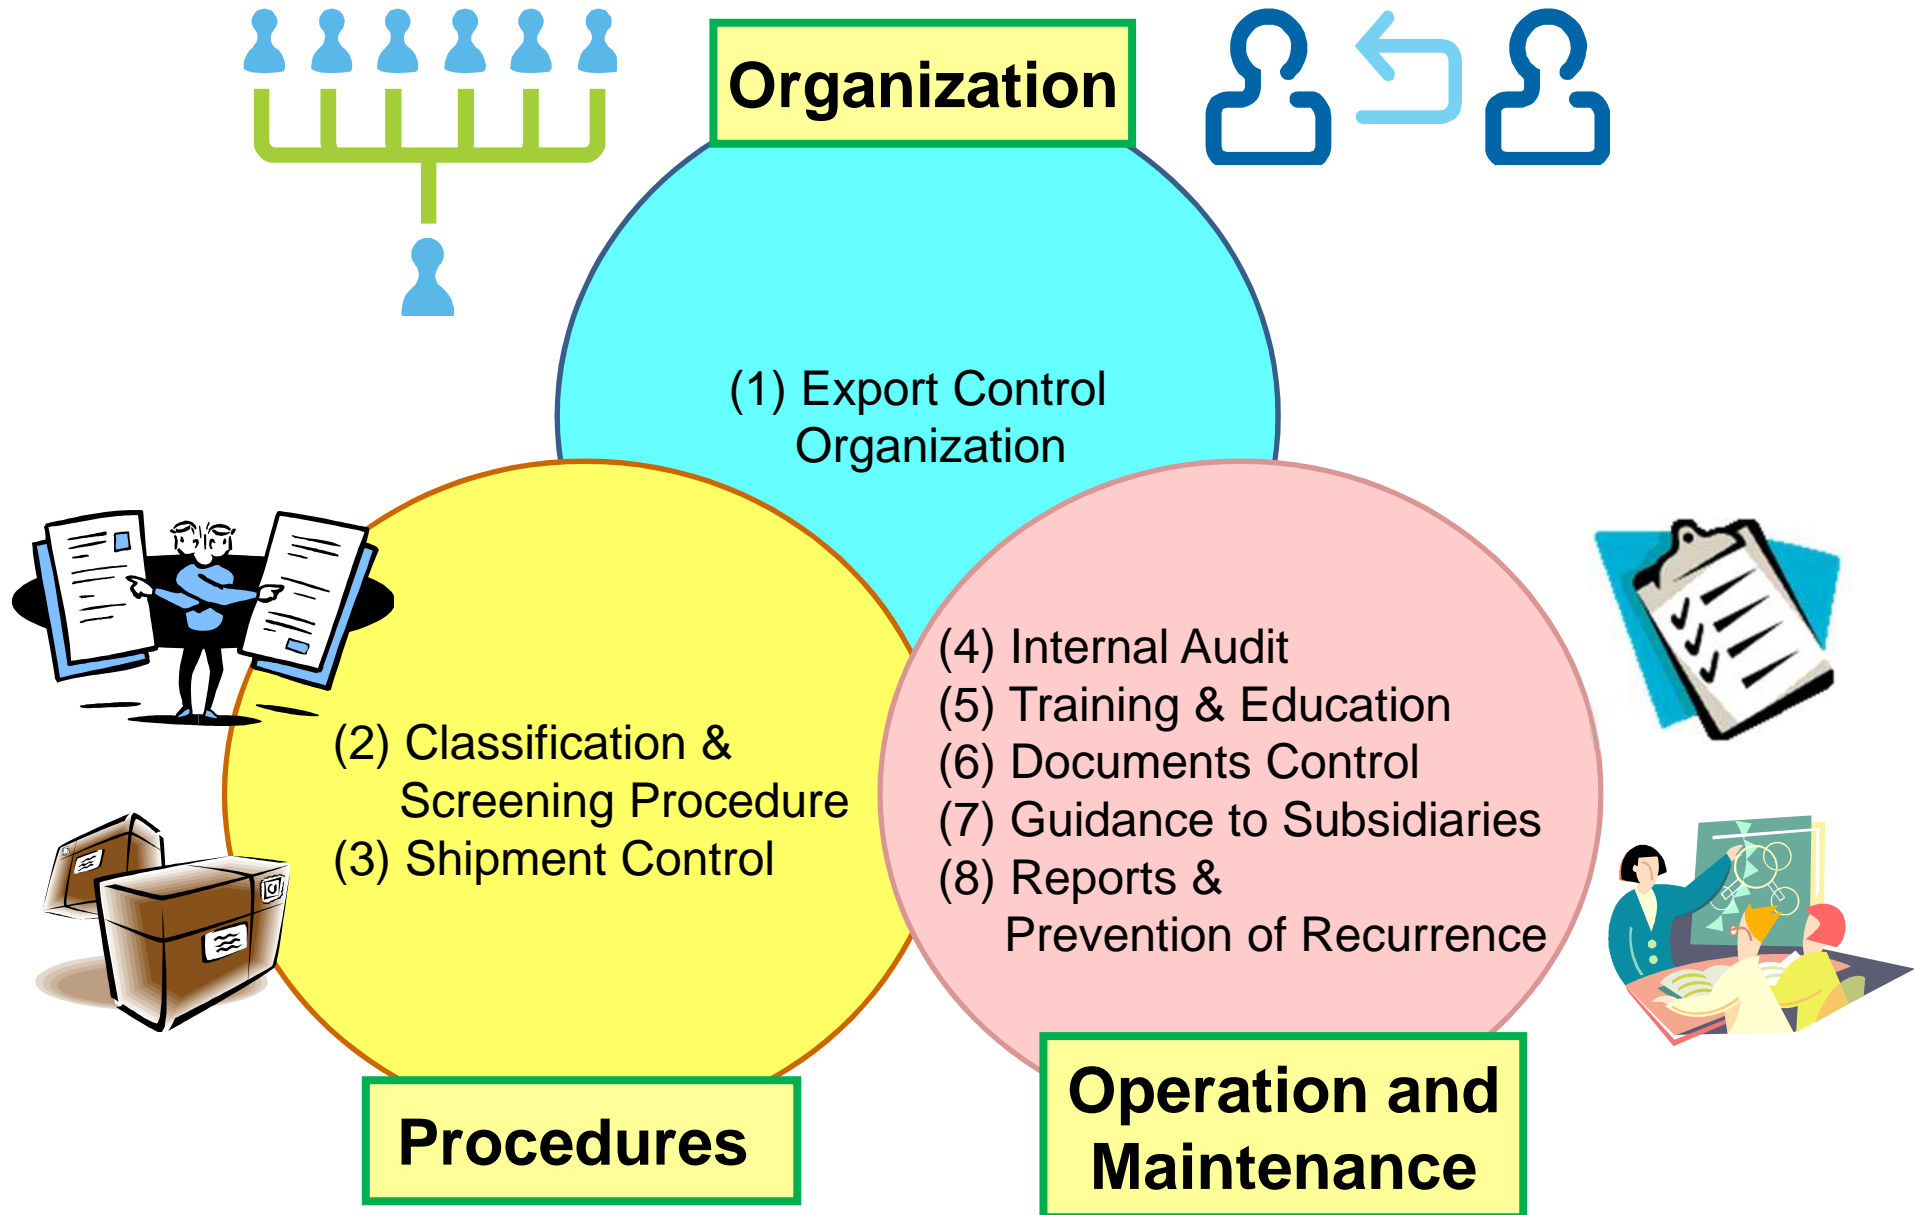 Organization
(1) Export Control
Organization
(2) Classification &
Screening Procedure
(3) Shipment Control
(4) Internal Audit
(5) Training & Education
(6) Documents Control
(7) Guidance to Subsidiaries
(8) Reports &
Prevention of Recurrence
Procedures
Operation and
Maintenance